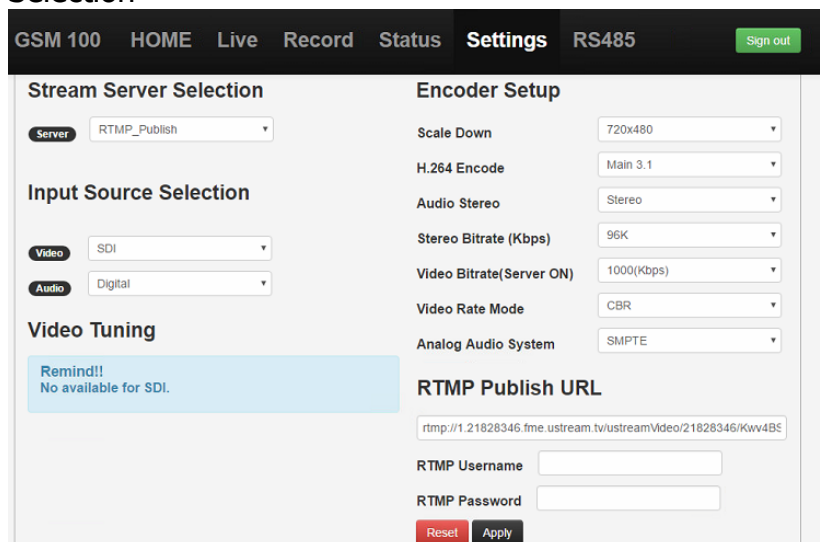 Selection
GSM 100 HOME Live Record Status Settings RS485 Sign out
Stream Server Selection
Server RTMP_Publish
Input Source Selection
Video SDI
Audio Digital
Video Tuning
Remind!!
No available for SDI.
Encoder Setup
Scale Down 720x480
H.264 Encode Main 3.1
Audio Stereo Stereo
Stereo Bitrate (Kbps) 96K
Video Bitrate(Server ON) 1000(Kbps)
Video Rate Mode CBR
Analog Audio System SMPTE
RTMP Publish URL
rtmp://1.21828346.fme.ustream.tv/ustreamVideo/21828346/Kwv4BS
RTMP Username
RTMP Password
Reset Apply